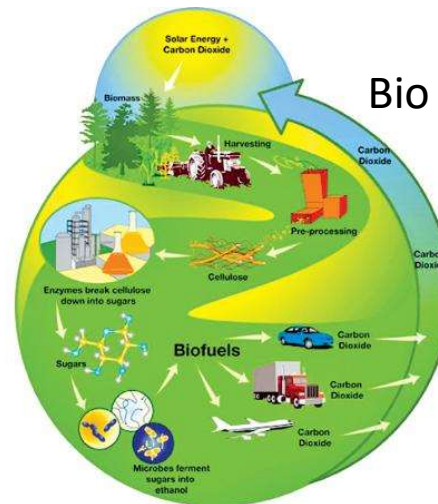 Solar Energy +
Carbon Dioxide
Bio
Biomass
Harvesting
Carbon
Dioxide
Pre-processing
Carbon
Cellulose
Enzymes break cellulose
down into sugars
Sugars
Biofuels
Carbon
Dioxide
Carbon
Dioxide
Carbon
Dioxide
Microbes ferment
sugars into
ethanol